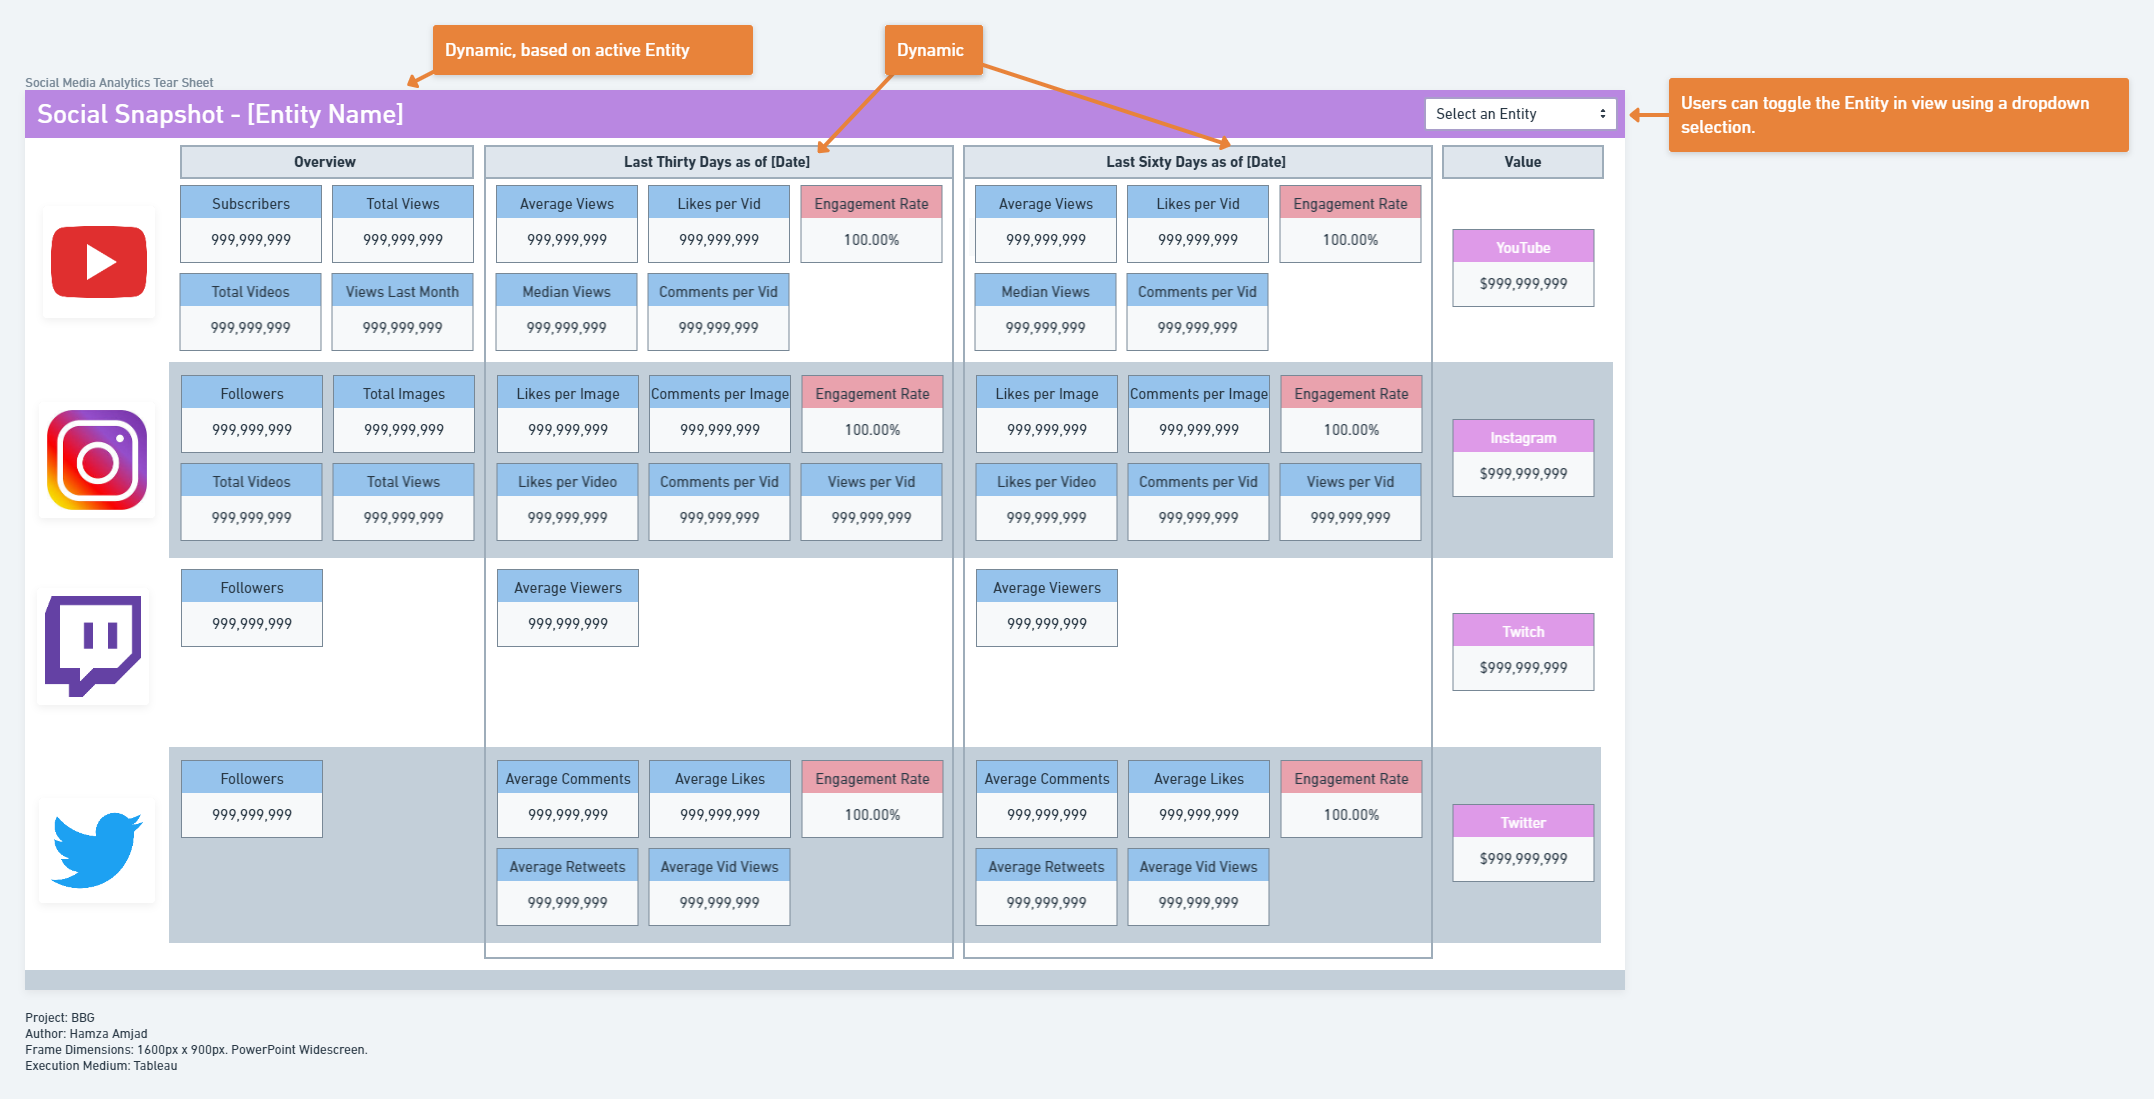 Dynamic, based on active Entity
Dynamic
Social Media Analytics Tear Sheet
Users can toggle the Entity in view using a dropdown
selection.
Social Snapshot - [Entity Name]
Select an Entity
Overview
Last Thirty Days as of [Date]
Last Sixty Days as of [Date]
Value
Subscribers
Total Views
Average Views
Likes per Vid
Engagement Rate
Average Views
Likes per Vid
Engagement Rate
999,999,999
999,999,999
999,999,999
999,999,999
100.00%
999,999,999
999,999,999
100.00%
YouTube
$999,999,999
Total Videos
Views Last Month
Median Views
Comments per Vid
Median Views
Comments per Vid
999,999,999
999,999,999
999,999,999
999,999,999
999,999,999
999,999,999
Followers
Total Images
Likes per Image
Comments per Image
Engagement Rate
Likes per Image
Comments per Image
Engagement Rate
999,999,999
999,999,999
999,999,999
999,999,999
100.00%
999,999,999
999,999,999
100.00%
Instagram
$999,999,999
Total Videos
Total Views
Likes per Video
Comments per Vid
Views per Vid
Likes per Video
Comments per Vid
Views per Vid
999,999,999
999,999,999
999,999,999
999,999,999
999,999,999
999,999,999
999,999,999
999,999,999
Followers
Average Viewers
Average Viewers
999,999,999
999,999,999
999,999,999
Twitch
$999,999,999
Followers
Average Comments
Average Likes
Engagement Rate
Average Comments
Average Likes
Engagement Rate
999,999,999
999,999,999
999,999,999
100.00%
999,999,999
999,999,999
100.00%
Twitter
$999,999,999
Average Retweets
Average Vid Views
Average Retweets
Average Vid Views
999,999,999
999,999,999
999,999,999
999,999,999
Project: BBG
Author: Hamza Amjad
Frame Dimensions: 1600px x 900px. PowerPoint Widescreen.
Execution Medium: Tableau